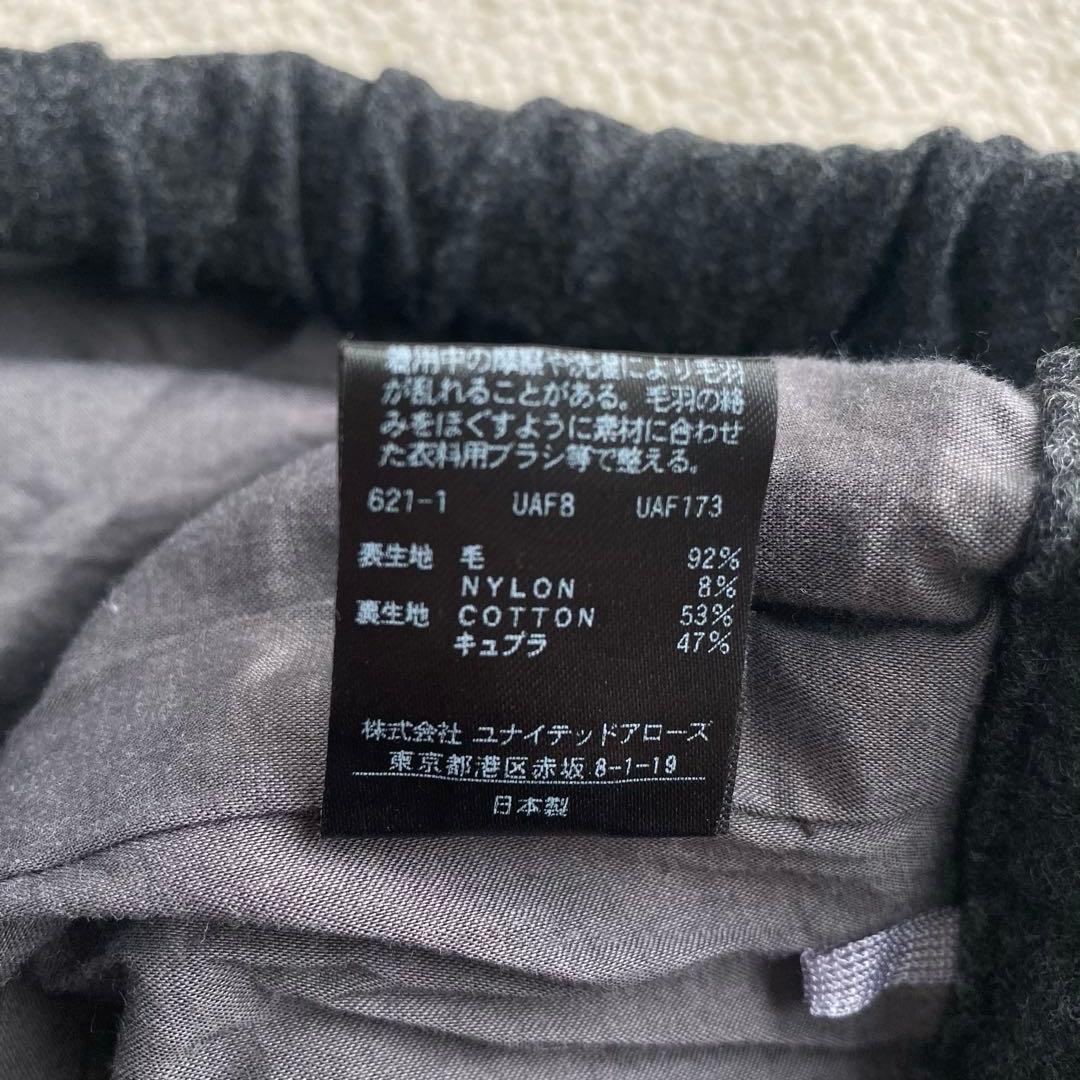 着用中の摩擦や洗濯により毛羽
が乱れることがある。毛羽の絡
みをほぐすように素材に合わせ
た衣料用ブラシ等で整える。
621-1 UAF8 UAF173
表生地 毛 92%
NYLON 8%
裏生地 COTTON 53%
キュプラ 47%
株式会社 ユナイテッドアローズ
東京都港区赤坂8-1-19
日本製